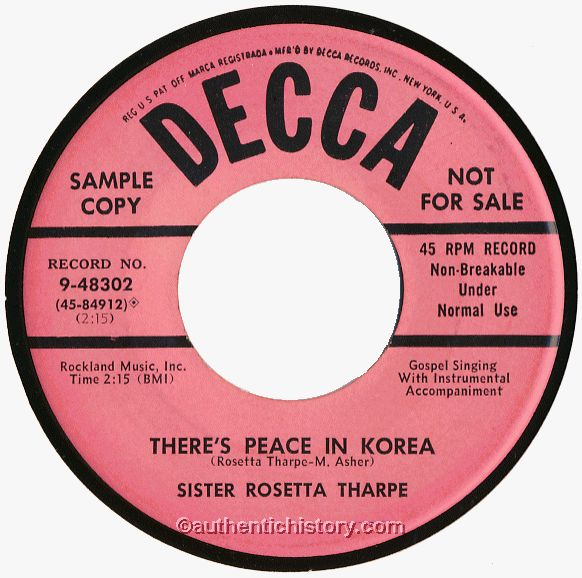 REG U S PAT OFF MARCA REGISTRADA • MFR'D BY DECCA RECORDS, INC., NEW YORK, U.S.A.
DECCA
SAMPLE
COPY
NOT
FOR SALE
RECORD NO.
9-48302
(45-84912)
(2:15)
45 RPM RECORD
Non-Breakable
Under
Normal Use
Rockland Music, Inc.
Time 2:15 (BMI)
Gospel Singing
With Instrumental
Accompaniment
THERE'S PEACE IN KOREA
(Rosetta Tharpe-M. Asher)
SISTER ROSETTA THARPE
©authentichistory.com